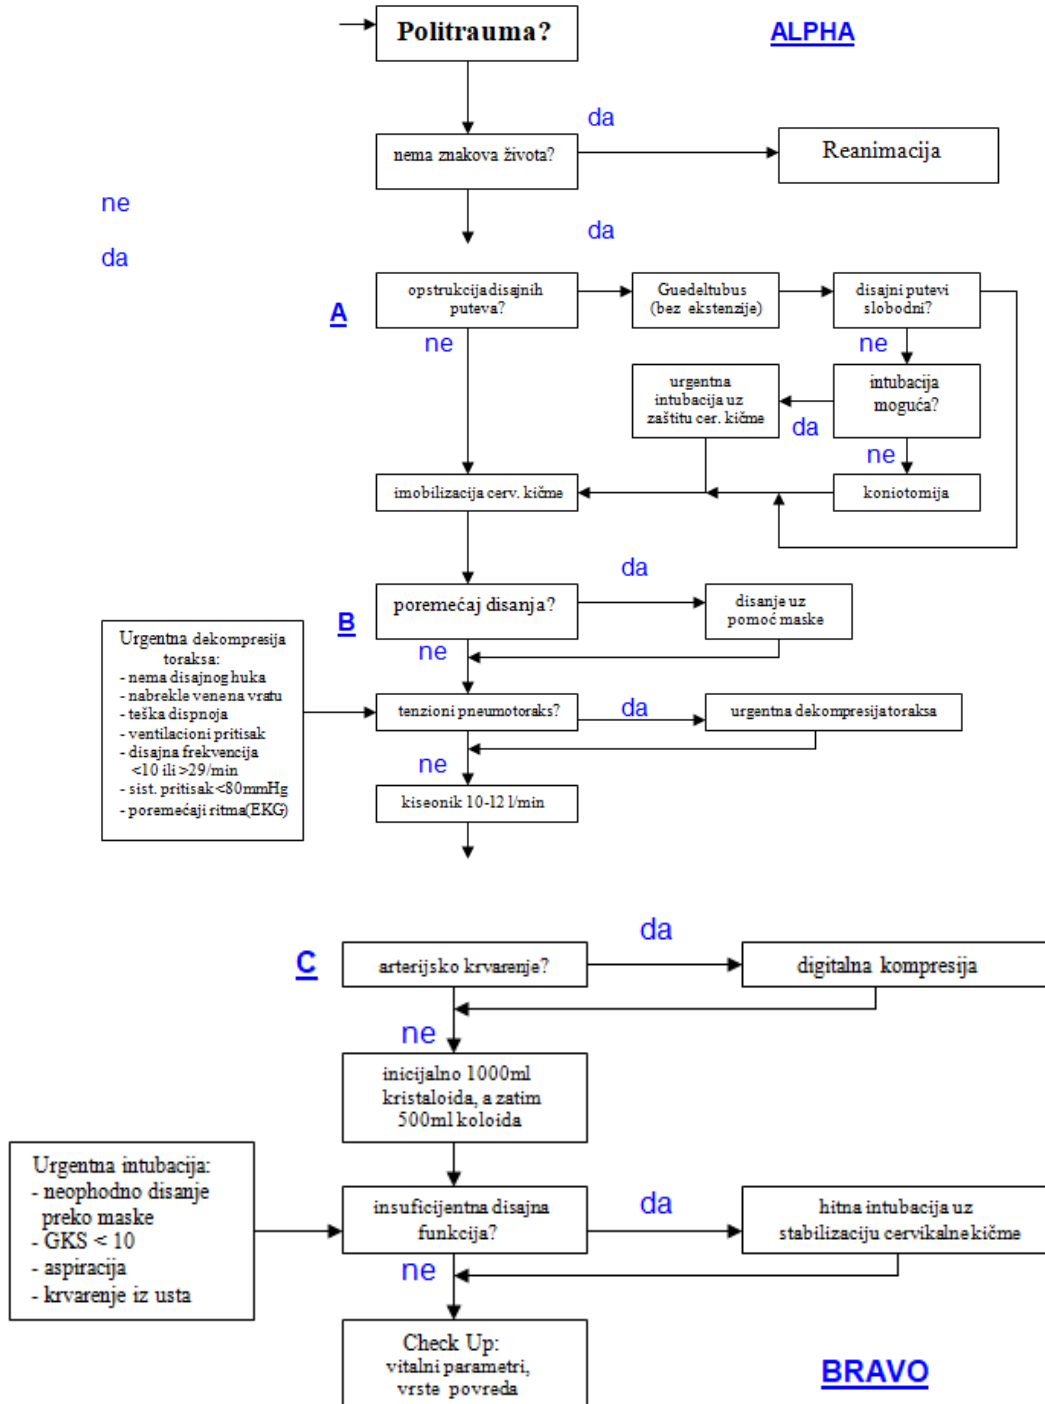 Politrauma?
ALPHA
da
nema znakova života?
Reanimacija
ne
da
da
A
opstrukcija disajnih
puteva?
Guedeltubus
(bez ekstenzije)
disajni putevi
slobodni?
ne
ne
urgentna
intubacija uz
zaštitu cer. kičme
intubacija
moguća?
da
ne
imobilizacija cerv. kičme
koniotomija
da
B
poremećaj disanja?
disanje uz
pomoć maske
ne
Urgentna dekompresija
toraksa:
- nema disajnog huka
- nabrekle vene na vratu
- teška dispnoja
- ventilacioni pritisak
- disajna frekvencija
<10 ili >29/min
- sist. pritisak <80mmHg
- poremećaji ritma(EKG)
tenzioni pneumotoraks?
da
urgentna dekompresija toraksa
ne
kiseonik 10-12 l/min
C
arterijsko krvarenje?
da
digitalna kompresija
ne
inicijalno 1000ml
kristaloida, a zatim
500ml koloida
Urgentna intubacija:
- neophodno disanje
preko maske
- GKS < 10
- aspiracija
- krvarenje iz usta
insuficijentna disajna
funkcija?
da
hitna intubacija uz
stabilizaciju cervikalne kičme
ne
Check Up:
vitalni parametri,
vrste povreda
BRAVO